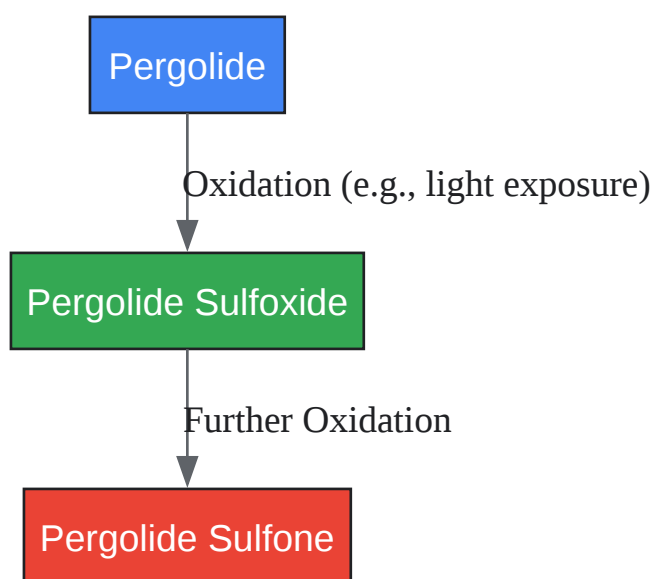 Pergolide
Oxidation (e.g., light exposure)
Pergolide Sulfoxide
Further Oxidation
Pergolide Sulfone